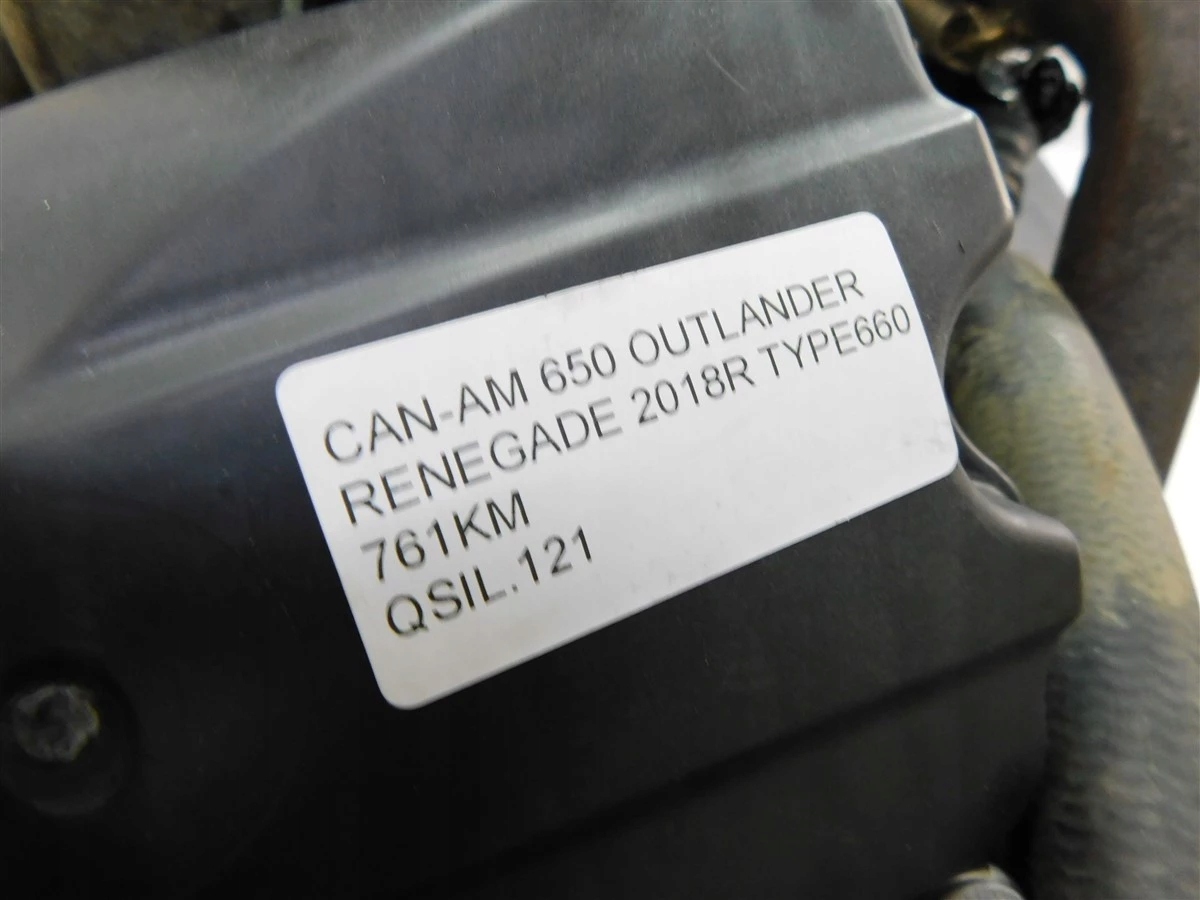 CAN-AM 650 OUTLANDER
RENEGADE 2018R TYPE660
761KM
QSIL.121